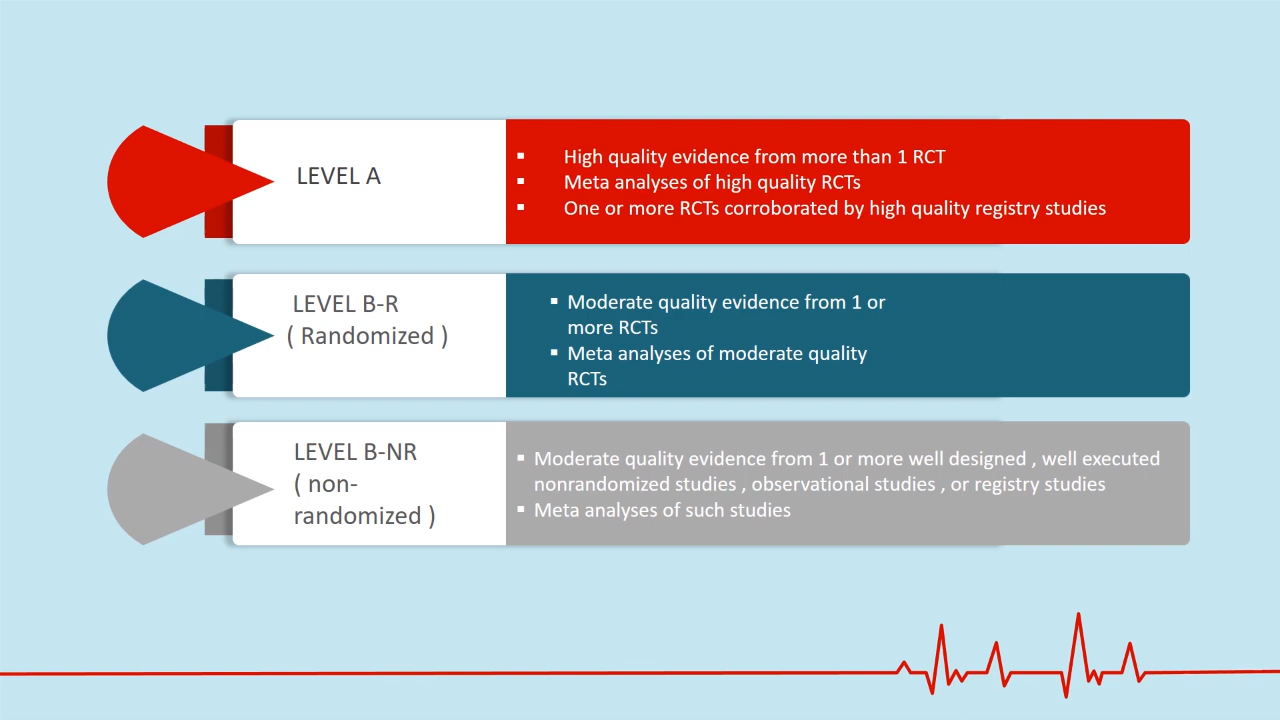 LEVEL A
▪ High quality evidence from more than 1 RCT
▪ Meta analyses of high quality RCTs
▪ One or more RCTs corroborated by high quality registry studies
LEVEL B-R
( Randomized )
▪ Moderate quality evidence from 1 or
more RCTs
▪ Meta analyses of moderate quality
RCTs
LEVEL B-NR
( non-
randomized )
▪ Moderate quality evidence from 1 or more well designed , well executed
nonrandomized studies , observational studies , or registry studies
▪ Meta analyses of such studies